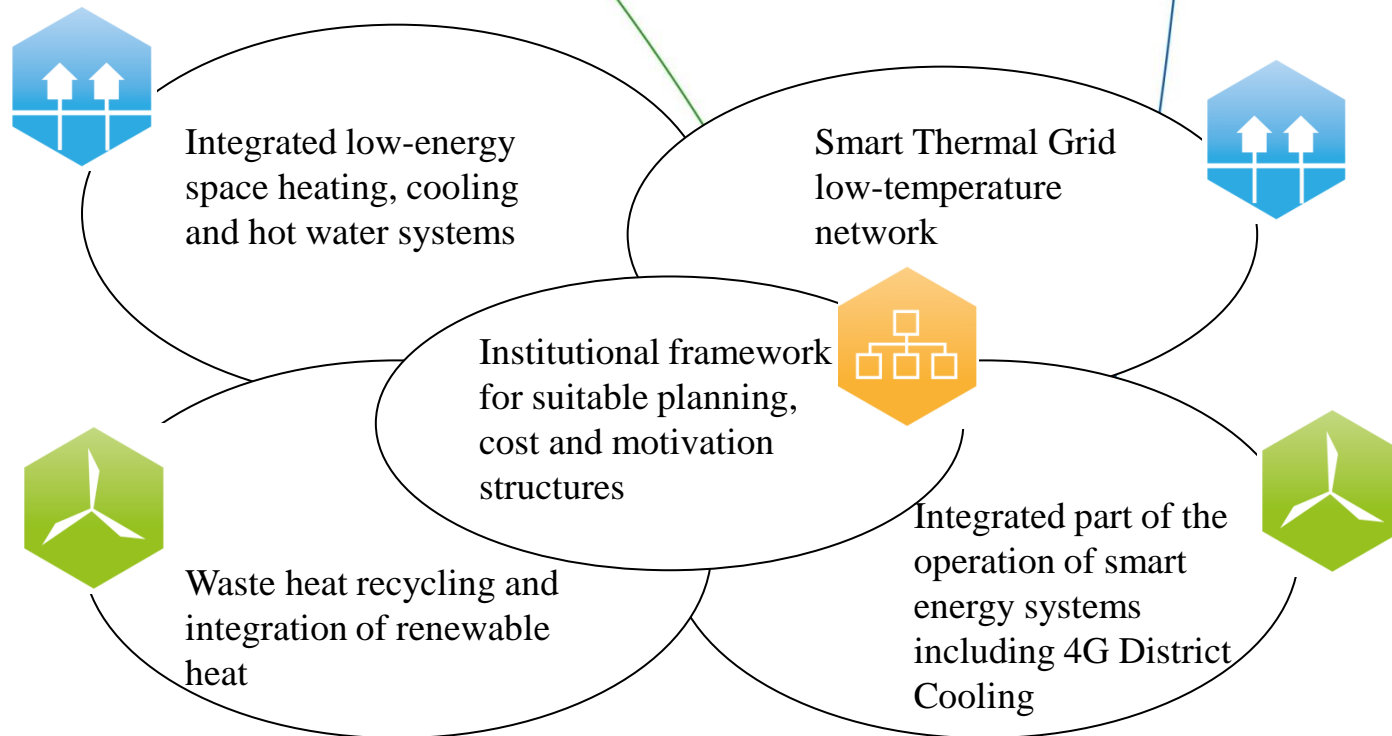 Integrated low-energy
space heating, cooling
and hot water systems
Smart Thermal Grid
low-temperature
network
Institutional framework
for suitable planning,
cost and motivation
structures
Waste heat recycling and
integration of renewable
heat
Integrated part of the
operation of smart
energy systems
including 4G District
Cooling